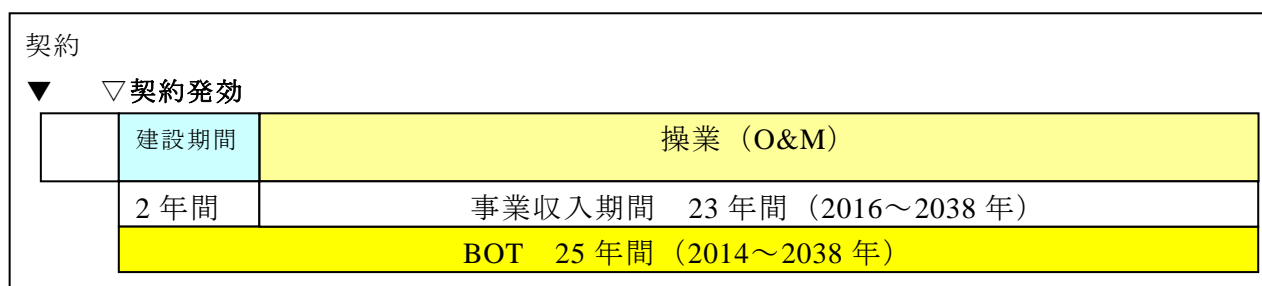 契約
▼ ▽契約発効
建設期間 操業（O&M）
2 年間 事業収入期間 23 年間（2016～2038 年）
BOT 25 年間（2014～2038 年）